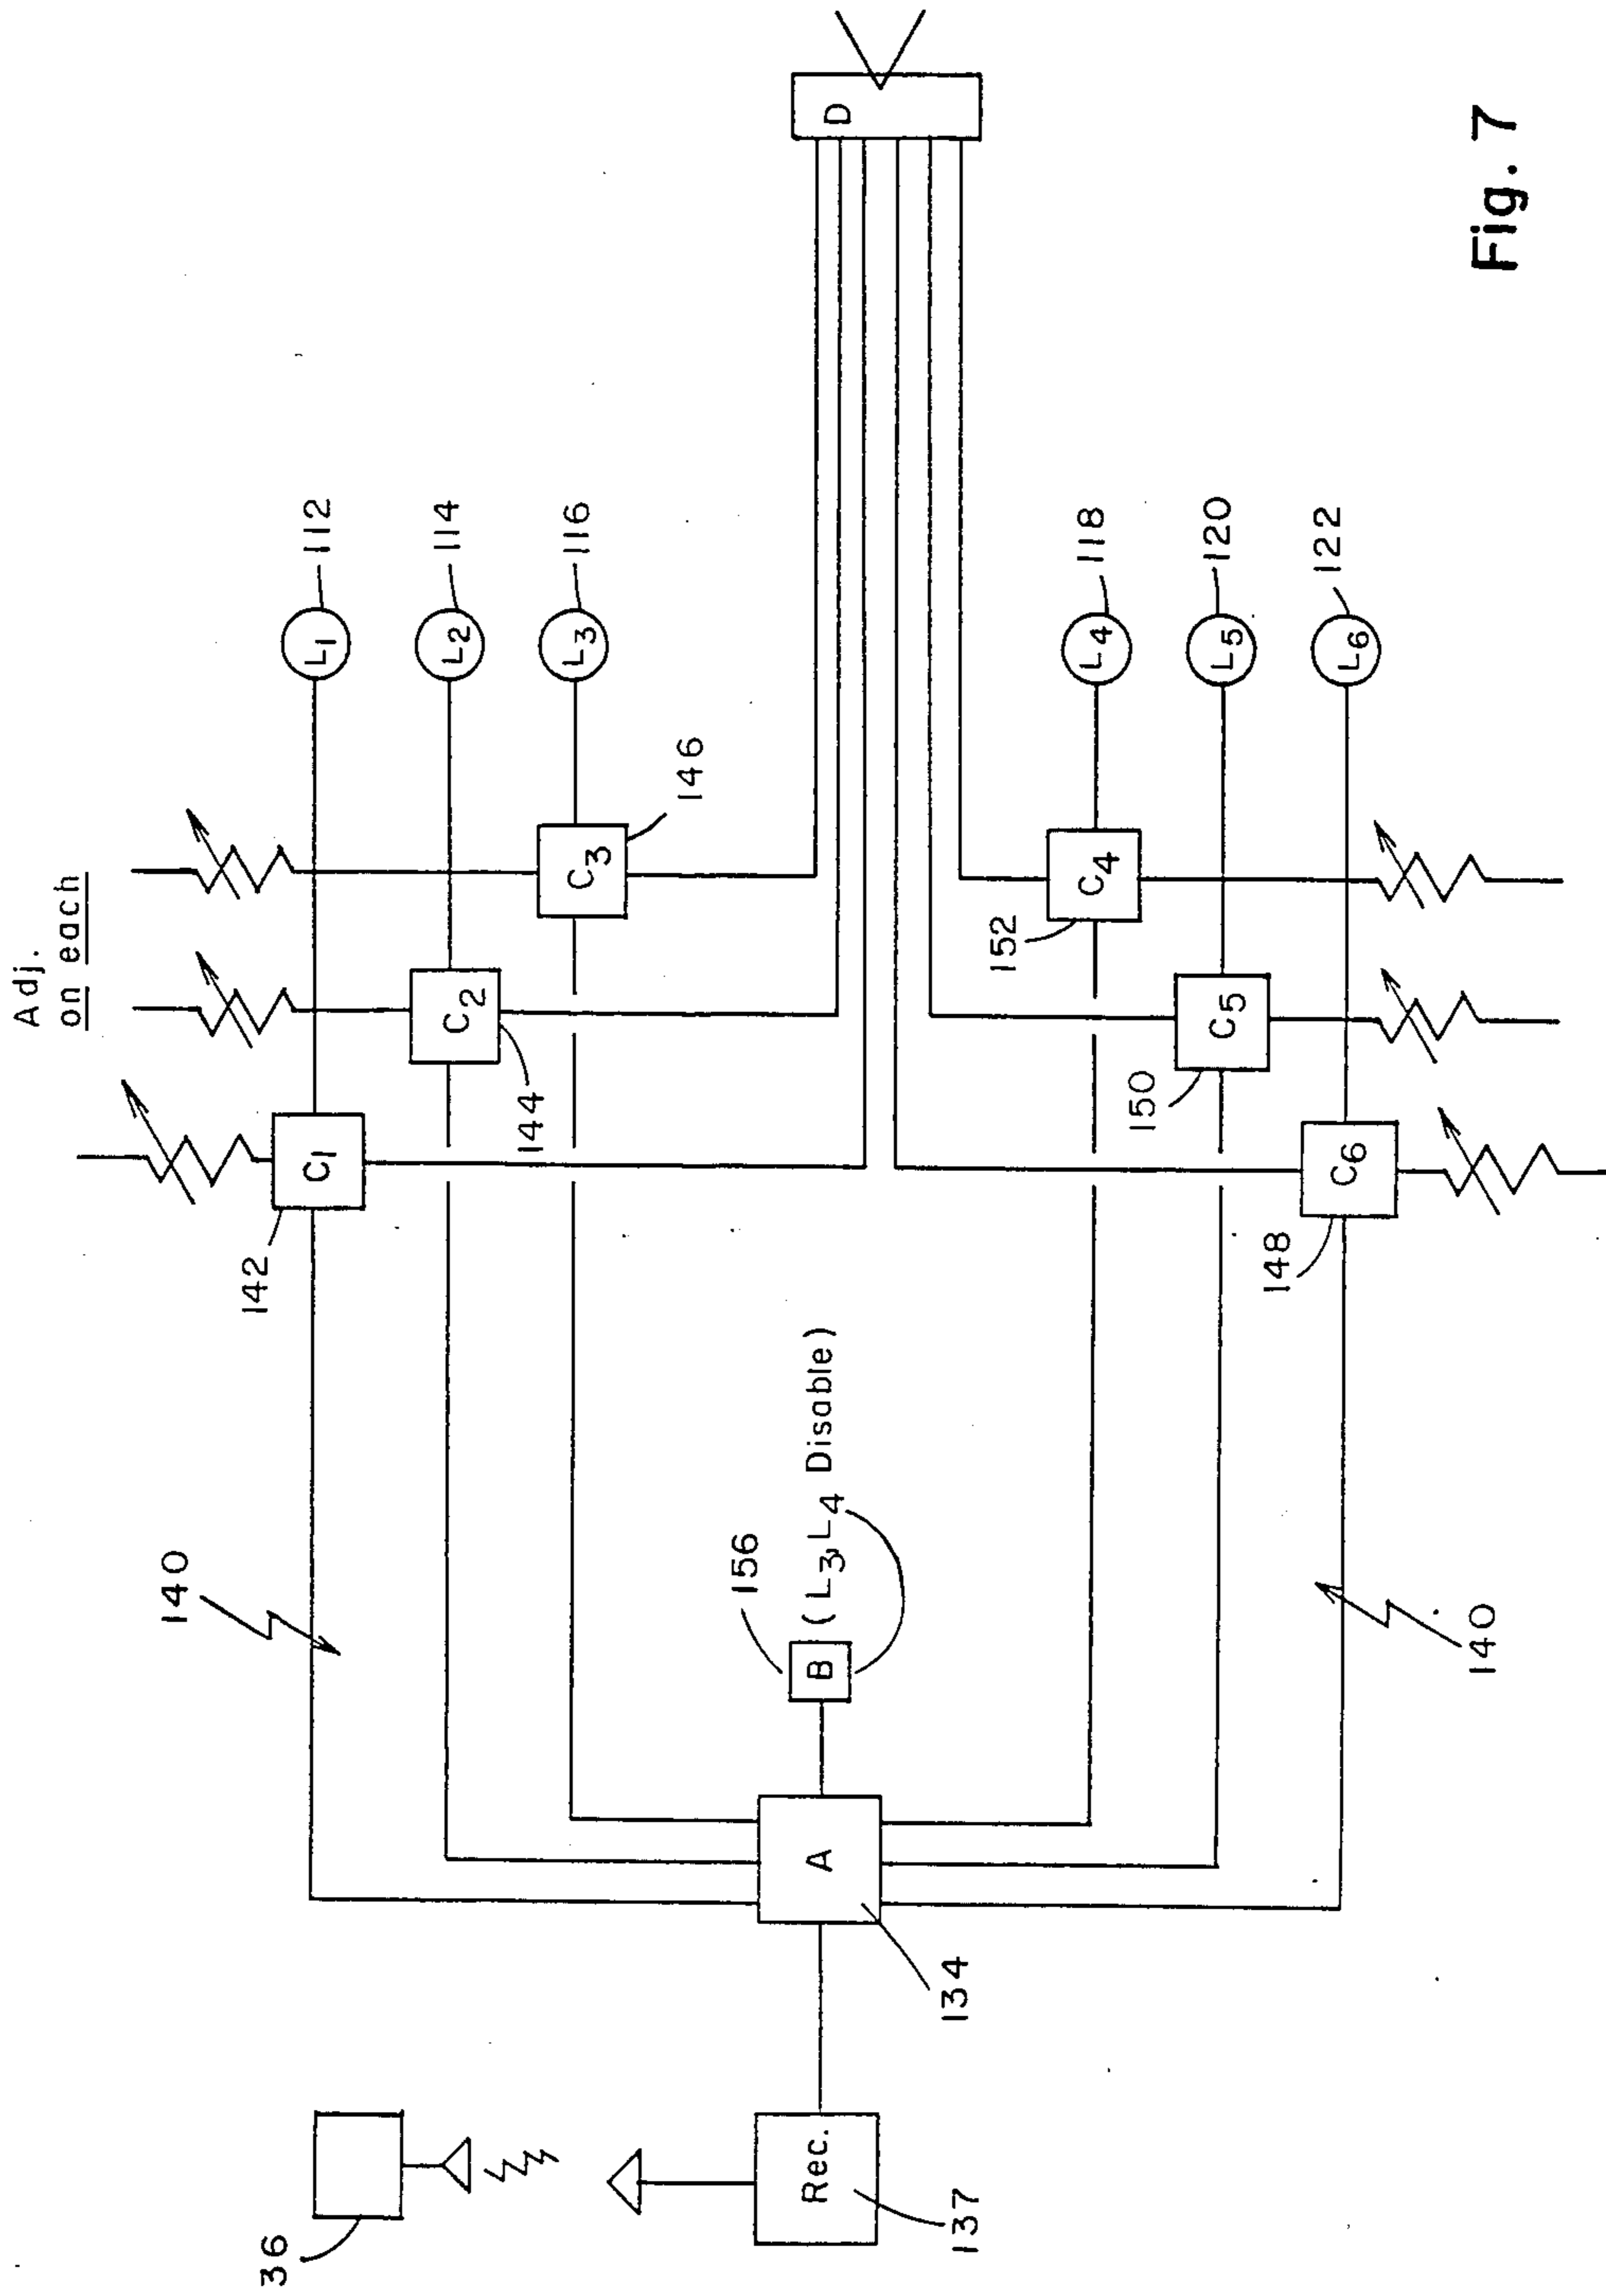 Adj.
on each
L1
112
L2
114
L3
116
C1
142
C2
144
C3
146
D
140
36
Rec.
137
A
134
B
156
(L3, L4 Disable)
C4
152
C5
150
C6
148
L4
118
L5
120
L6
122
140
Fig. 7